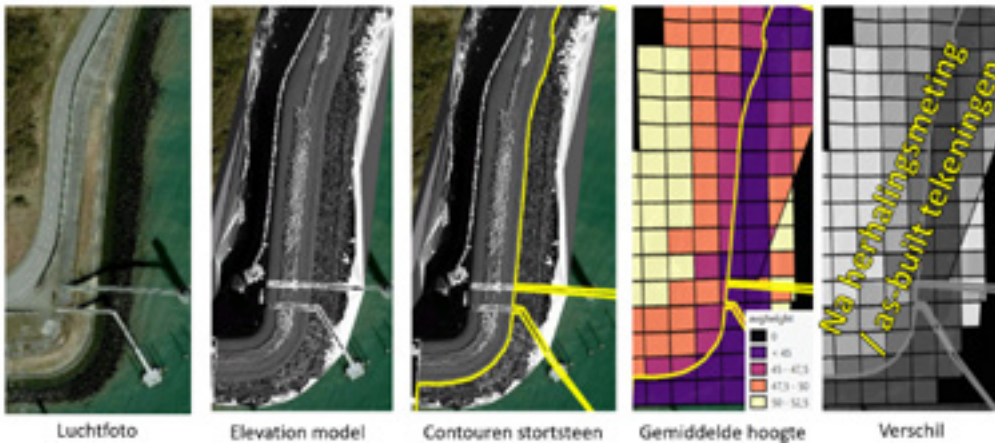 Na herhalingsmeting
/ as-built tekeningen
avgheight
0
< 45
45 - 47,5
47,5 - 50
50 - 52,5
Luchtfoto
Elevation model
Contouren stortsteen
Gemiddelde hoogte
Verschil